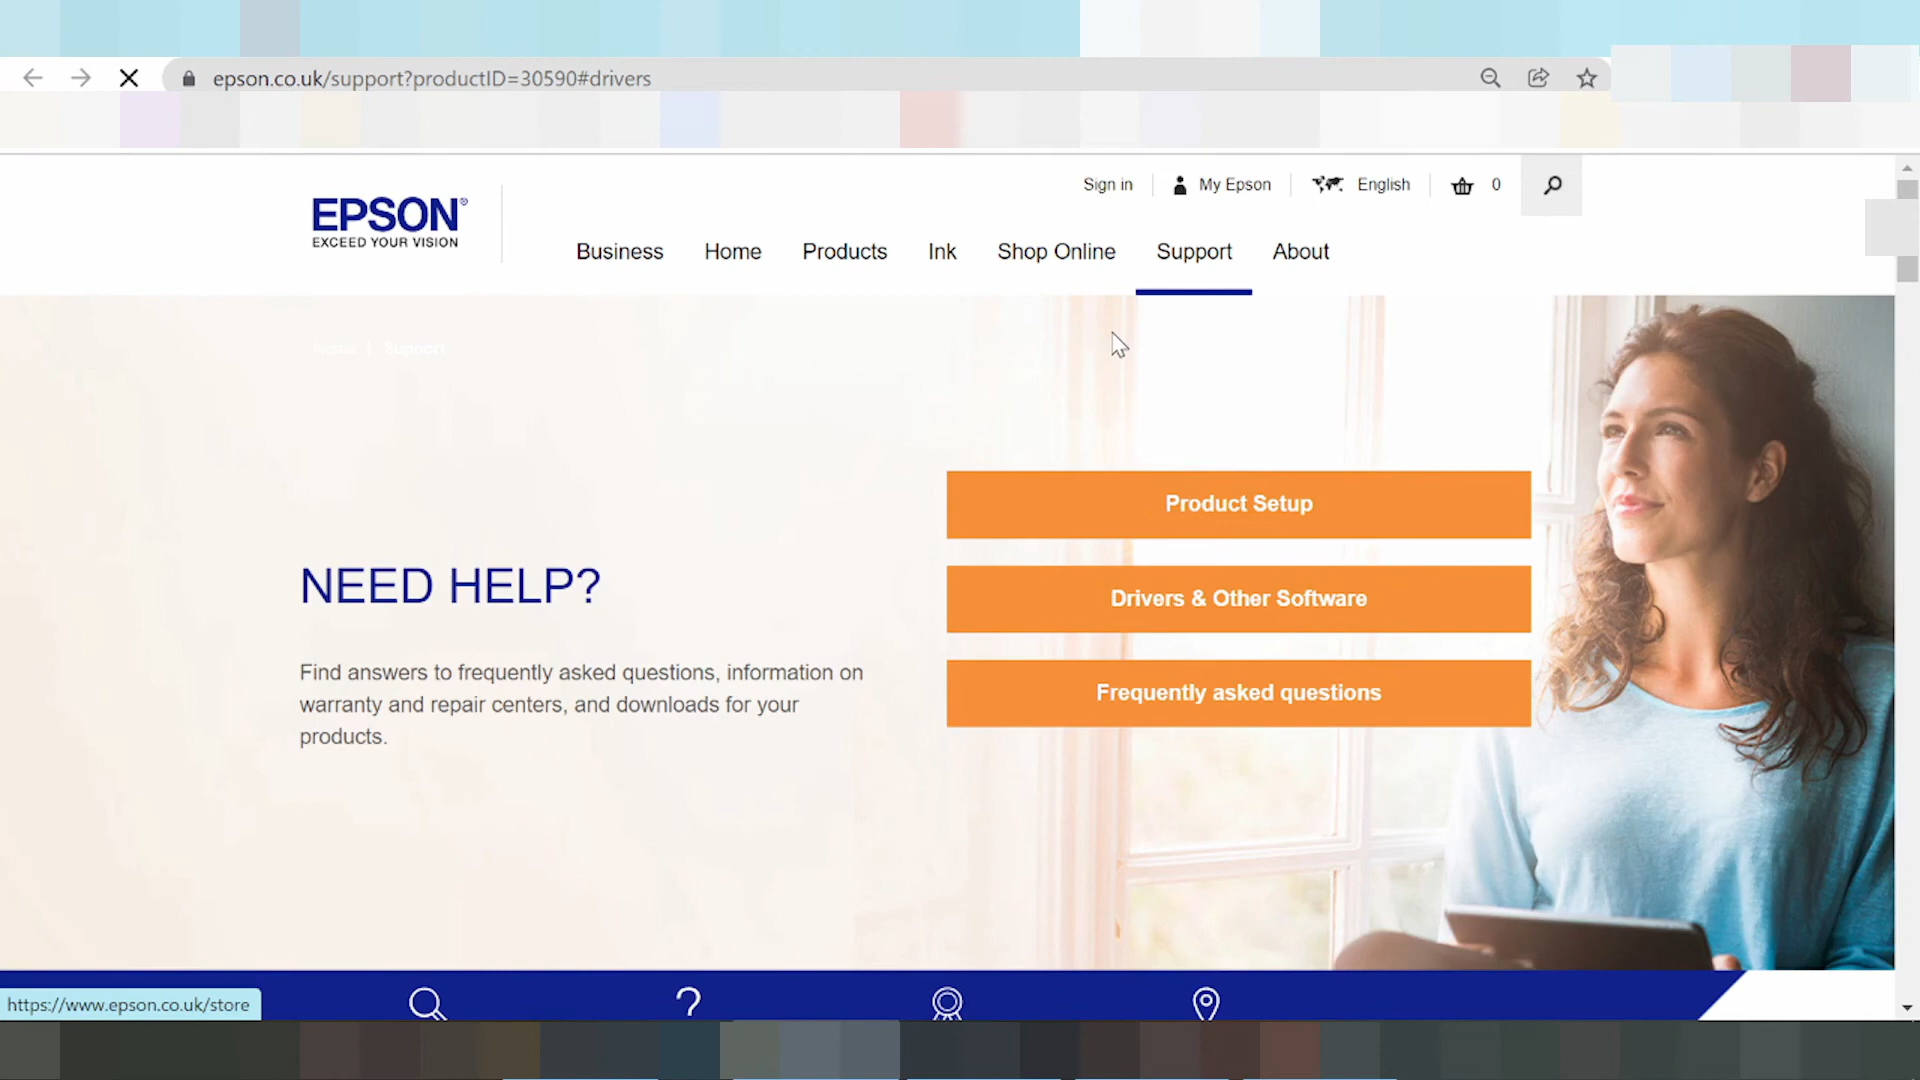 epson.co.uk/support?productID=30590#drivers
Sign in
My Epson
English
0
EPSON®
EXCEED YOUR VISION
Business
Home
Products
Ink
Shop Online
Support
About
Home | Support
Product Setup
Drivers & Other Software
Frequently asked questions
NEED HELP?
Find answers to frequently asked questions, information on
warranty and repair centers, and downloads for your
products.
https://www.epson.co.uk/store